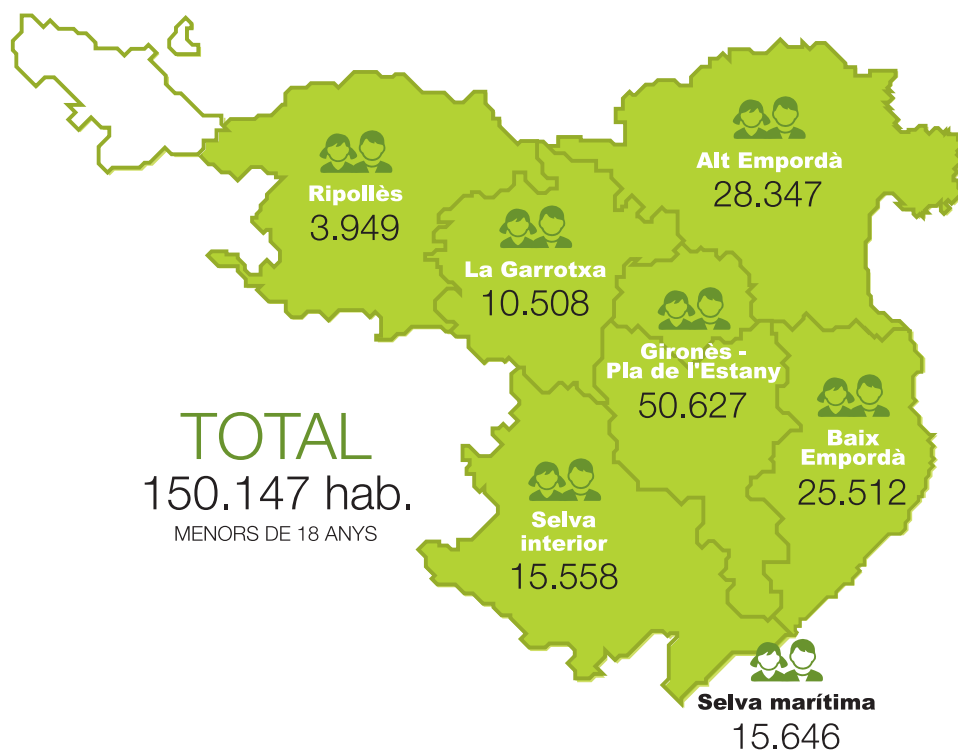 Alt Empordà
28.347
Ripollès
3.949
La Garrotxa
10.508
Gironès -
Pla de l'Estany
50.627
Baix
Empordà
25.512
TOTAL
150.147 hab.
MENORS DE 18 ANYS
Selva
interior
15.558
Selva marítima
15.646